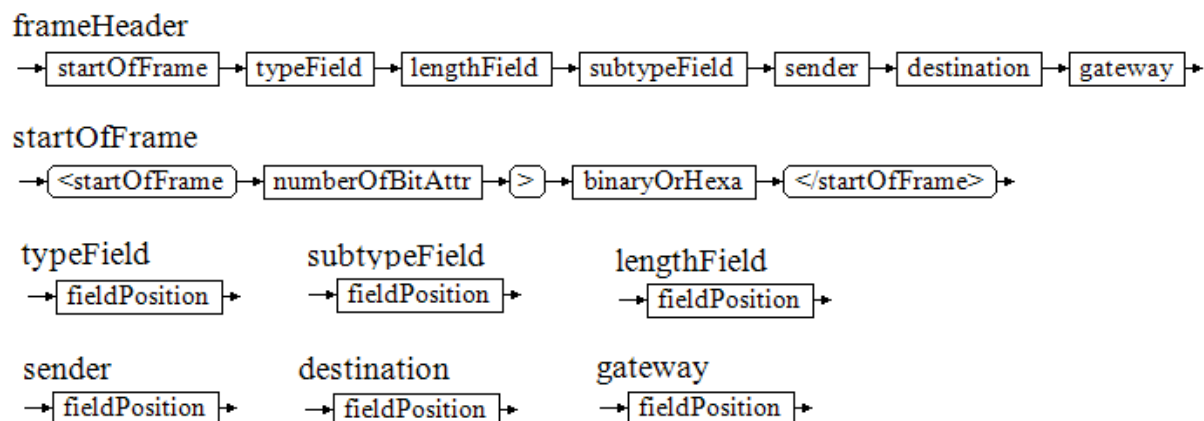 frameHeader
startOfFrame typeField lengthField subtypeField sender destination gateway
startOfFrame
<startOfFrame numberOfBitAttr > binaryOrHexa </startOfFrame>
typeField subtypeField lengthField
fieldPosition fieldPosition fieldPosition
sender destination gateway
fieldPosition fieldPosition fieldPosition